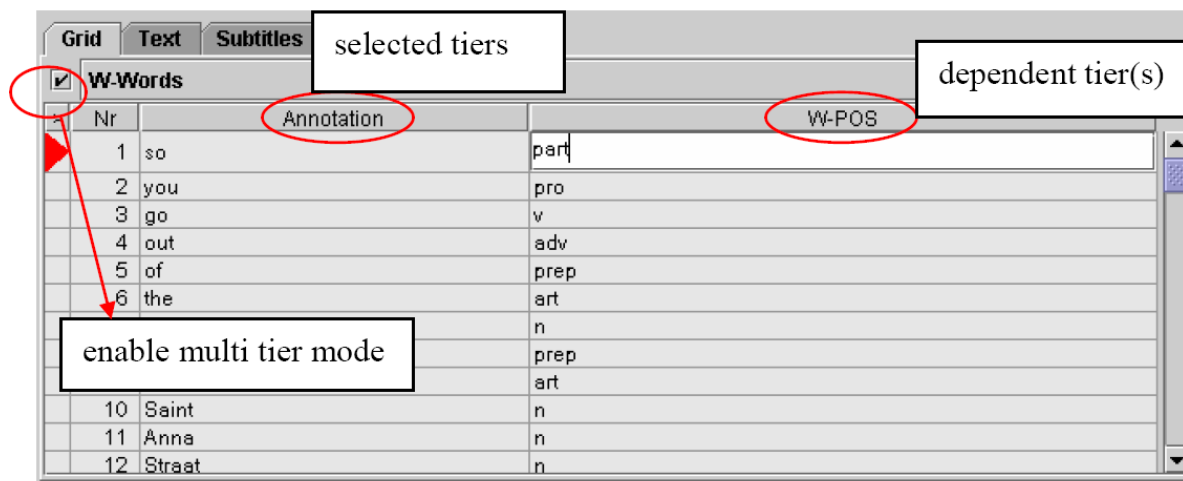 Grid Text Subtitles
selected tiers
dependent tier(s)
W-Words
> Nr Annotation W-POS
1 so part
2 you pro
3 go v
4 out adv
5 of prep
6 the art
n
enable multi tier mode
prep
art
10 Saint n
11 Anna n
12 Straat n